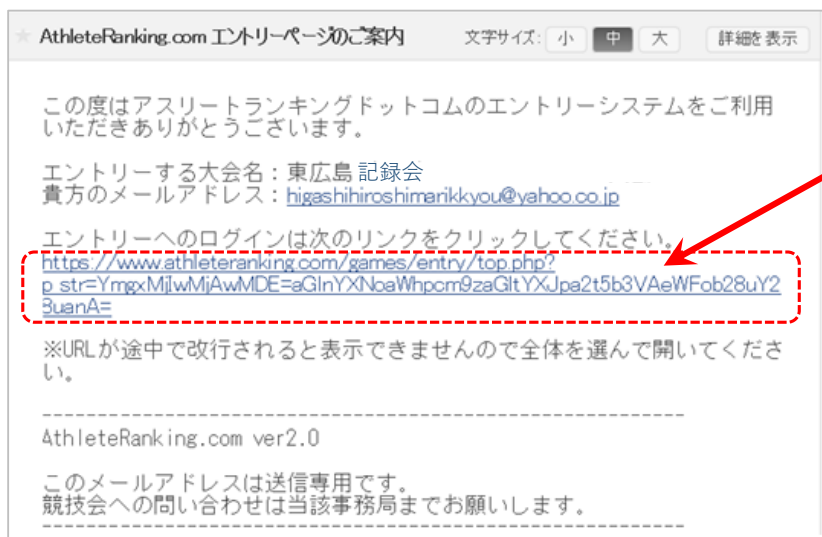 AthleteRanking.com エントリーページのご案内 文字サイズ: 小 中 大 詳細を表示
この度はアスリートランキングドットコムのエントリーシステムをご利用
いただきありがとうございます。
エントリーする大会名：東広島 記録会
貴方のメールアドレス：higashihiroshimarikkyou@yahoo.co.jp
エントリーへのログインは次のリンクをクリックしてください。
https://www.athleteranking.com/games/entry/top.php?
p_str=YmgxMjIwMjAwMDE=aGlnYXNoaWhpcm9zaGltYXJpa2t5b3VAeWFob28uY2
8uanA=
※URLが途中で改行されると表示できませんので全体を選んで開いてくださ
い。
--------------------------------------------------------
AthleteRanking.com ver2.0
このメールアドレスは送信専用です。
競技会への問い合わせは当該事務局までお願いします。
--------------------------------------------------------